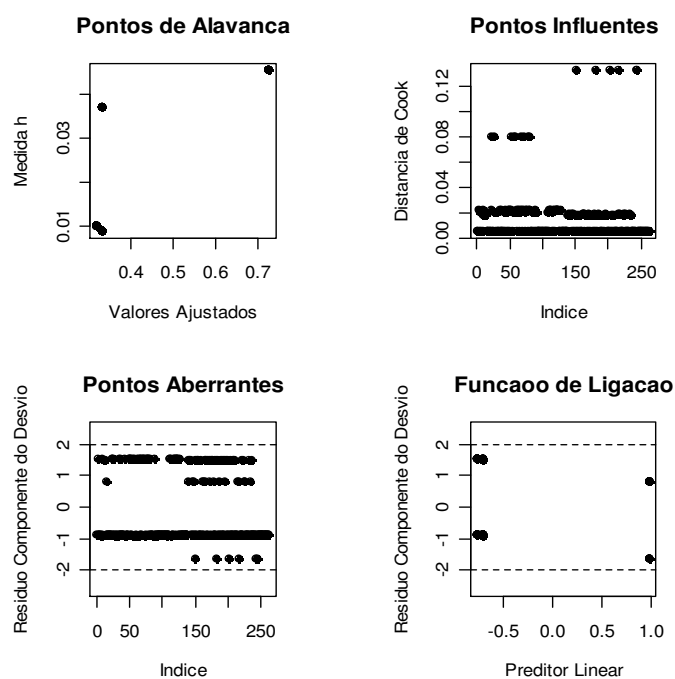 Pontos de Alavanca
Medida h
0.01
0.03
0.4 0.5 0.6 0.7
Valores Ajustados
Pontos Influentes
Distancia de Cook
0.00
0.04
0.08
0.12
0 50 150 250
Indice
Pontos Aberrantes
Residuo Componente do Desvio
2
1
0
-1
-2
0 50 150 250
Indice
Funcaoo de Ligacao
Residuo Componente do Desvio
2
1
0
-1
-2
-0.5 0.0 0.5 1.0
Preditor Linear